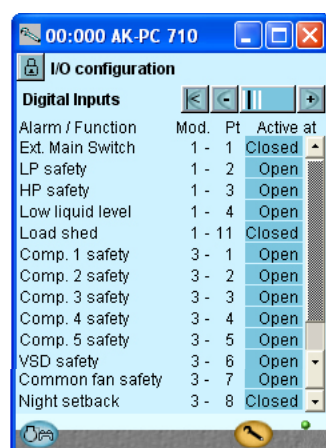 00:000 AK-PC 710
I/O configuration
Digital Inputs
Alarm / Function Mod. Pt Active at
Ext. Main Switch 1 - 1 Closed
LP safety 1 - 2 Open
HP safety 1 - 3 Open
Low liquid level 1 - 4 Open
Load shed 1 - 11 Closed
Comp. 1 safety 3 - 1 Open
Comp. 2 safety 3 - 2 Open
Comp. 3 safety 3 - 3 Open
Comp. 4 safety 3 - 4 Open
Comp. 5 safety 3 - 5 Open
VSD safety 3 - 6 Open
Common fan safety 3 - 7 Open
Night setback 3 - 8 Closed